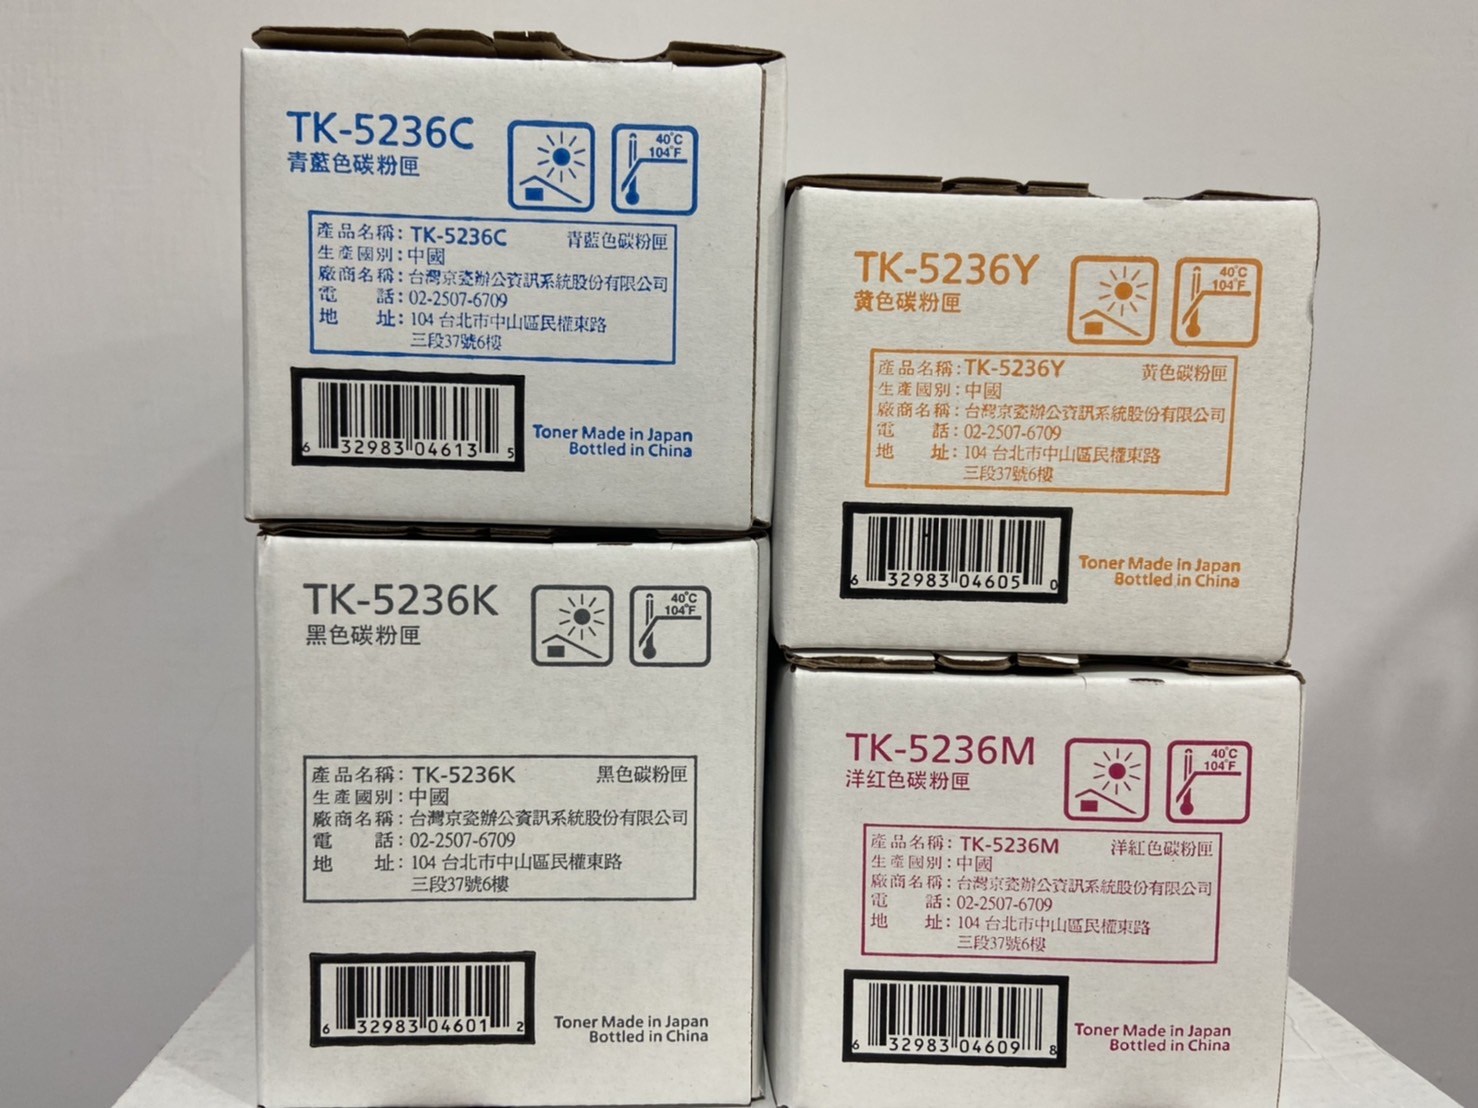 TK-5236C
青藍色碳粉匣
40°C
104°F
產品名稱: TK-5236C 青藍色碳粉匣
生產國別: 中國
廠商名稱: 台灣京瓷辦公資訊系統股份有限公司
電 話: 02-2507-6709
地 址: 104 台北市中山區民權東路
三段37號6樓
6 32983 04613 5
Toner Made in Japan
Bottled in China
TK-5236Y
黄色碳粉匣
40°C
104°F
產品名稱: TK-5236Y 黃色碳粉匣
生產國別: 中國
廠商名稱: 台灣京瓷辦公資訊系統股份有限公司
電 話: 02-2507-6709
地 址: 104 台北市中山區民權東路
三段37號6樓
6 32983 04605 0
Toner Made in Japan
Bottled in China
TK-5236K
黑色碳粉匣
40°C
104°F
產品名稱: TK-5236K 黑色碳粉匣
生產國別: 中國
廠商名稱: 台灣京瓷辦公資訊系統股份有限公司
電 話: 02-2507-6709
地 址: 104 台北市中山區民權東路
三段37號6樓
6 32983 04601 2
Toner Made in Japan
Bottled in China
TK-5236M
洋红色碳粉匣
40°C
104°F
產品名稱: TK-5236M 洋紅色碳粉匣
生產國別: 中國
廠商名稱: 台灣京瓷辦公資訊系統股份有限公司
電 話: 02-2507-6709
地 址: 104 台北市中山區民權東路
三段37號6樓
6 32983 04609 8
Toner Made in Japan
Bottled in China